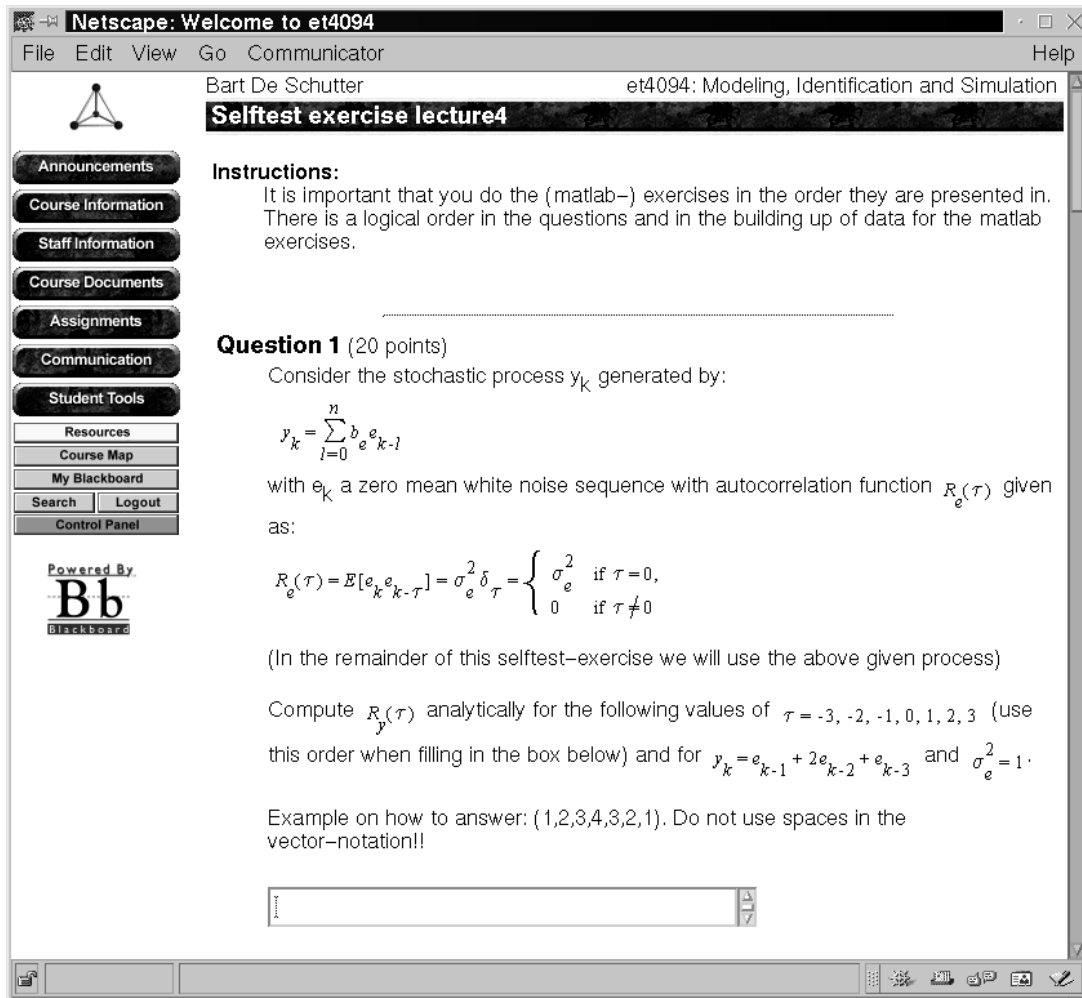 Netscape: Welcome to et4094
File Edit View Go Communicator Help
Bart De Schutter et4094: Modeling, Identification and Simulation
Selftest exercise lecture4
Announcements
Course Information
Staff Information
Course Documents
Assignments
Communication
Student Tools
Resources
Course Map
My Blackboard
Search Logout
Control Panel
Powered By
Bb
Blackboard
Instructions:
It is important that you do the (matlab-) exercises in the order they are presented in.
There is a logical order in the questions and in the building up of data for the matlab
exercises.
Question 1 (20 points)
Consider the stochastic process y_k generated by:
y_k = ∑_{l=0}^{n} b_e e_{k-l}
with e_k a zero mean white noise sequence with autocorrelation function R_e(τ) given
as:
R_e(τ) = E[e_k e_{k-τ}] = σ_e^2 δ_τ = { σ_e^2 if τ = 0,
0 if τ ≠ 0
(In the remainder of this selftest-exercise we will use the above given process)
Compute R_y(τ) analytically for the following values of τ = -3, -2, -1, 0, 1, 2, 3 (use
this order when filling in the box below) and for y_k = e_{k-1} + 2e_{k-2} + e_{k-3} and σ_e^2 = 1.
Example on how to answer: (1,2,3,4,3,2,1). Do not use spaces in the
vector-notation!!